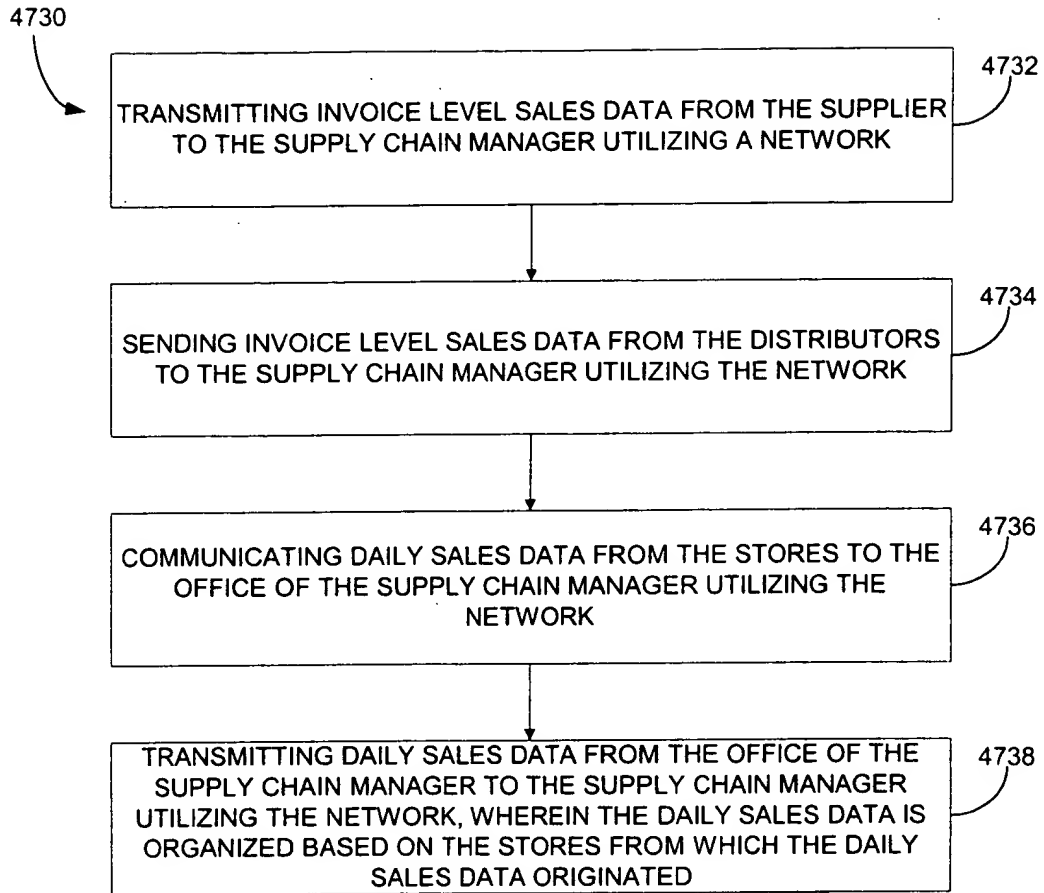 4730
4732
TRANSMITTING INVOICE LEVEL SALES DATA FROM THE SUPPLIER
TO THE SUPPLY CHAIN MANAGER UTILIZING A NETWORK
4734
SENDING INVOICE LEVEL SALES DATA FROM THE DISTRIBUTORS
TO THE SUPPLY CHAIN MANAGER UTILIZING THE NETWORK
4736
COMMUNICATING DAILY SALES DATA FROM THE STORES TO THE
OFFICE OF THE SUPPLY CHAIN MANAGER UTILIZING THE
NETWORK
4738
TRANSMITTING DAILY SALES DATA FROM THE OFFICE OF THE
SUPPLY CHAIN MANAGER TO THE SUPPLY CHAIN MANAGER
UTILIZING THE NETWORK, WHEREIN THE DAILY SALES DATA IS
ORGANIZED BASED ON THE STORES FROM WHICH THE DAILY
SALES DATA ORIGINATED